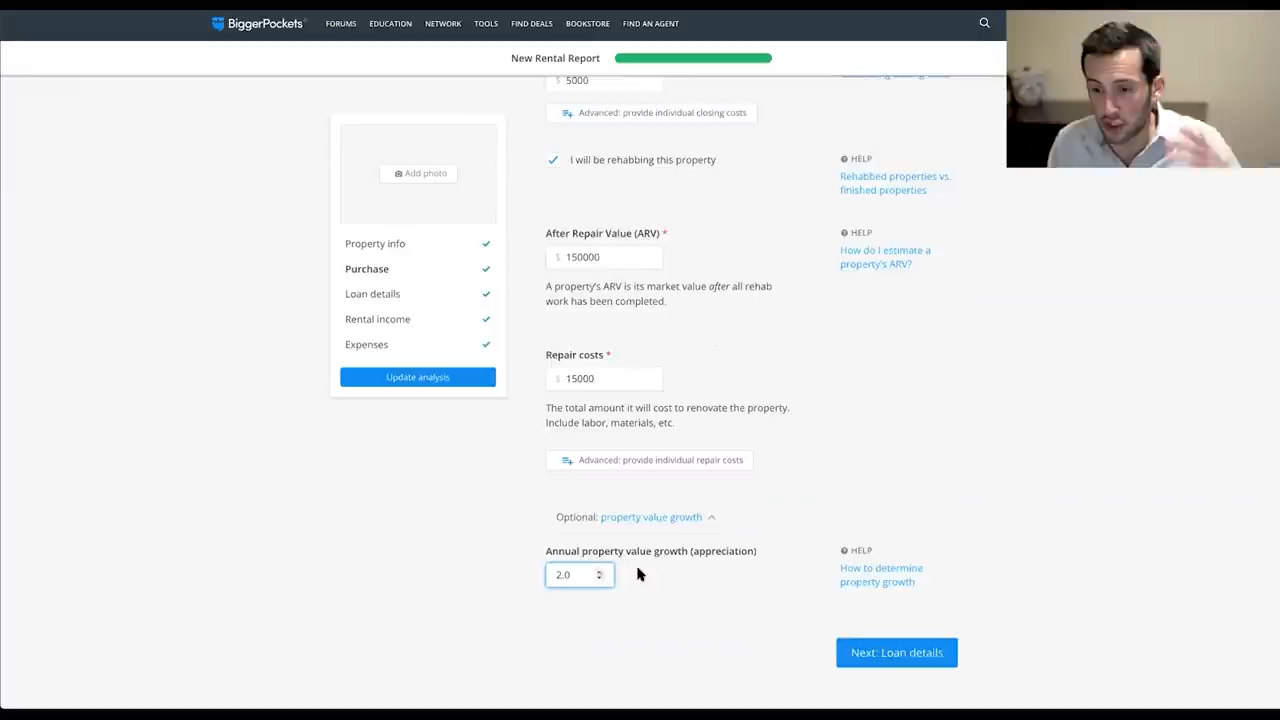 BiggerPockets
FORUMS EDUCATION NETWORK TOOLS FIND DEALS BOOKSTORE FIND AN AGENT
New Rental Report
$ 5000
Advanced: provide individual closing costs
I will be rehabbing this property
HELP
Rehabbed properties vs.
finished properties
Add photo
Property info
Purchase
Loan details
Rental income
Expenses
Update analysis
After Repair Value (ARV) *
$ 150000
A property's ARV is its market value after all rehab
work has been completed.
HELP
How do I estimate a
property's ARV?
Repair costs *
$ 15000
The total amount it will cost to renovate the property.
Include labor, materials, etc.
Advanced: provide individual repair costs
Optional: property value growth
Annual property value growth (appreciation)
2.0
HELP
How to determine
property growth
Next: Loan details